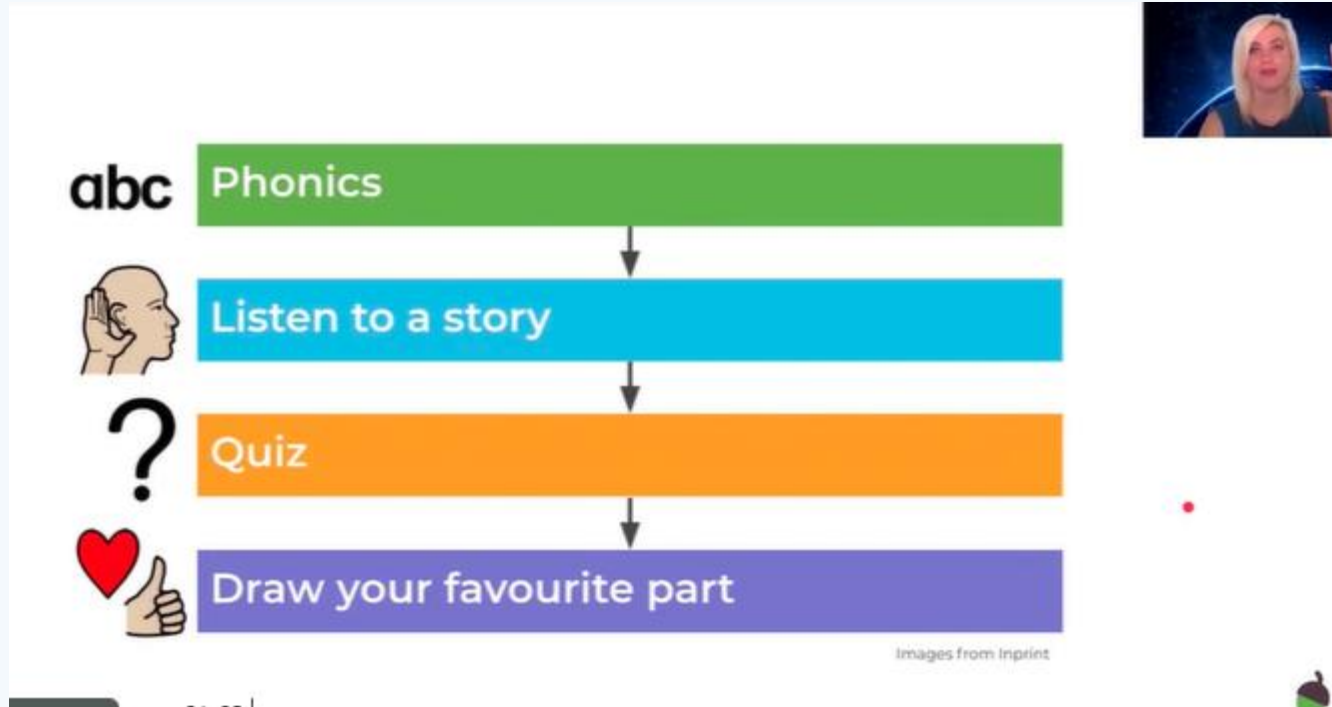 abc
Phonics
Listen to a story
?
Quiz
Draw your favourite part
Images from Inprint